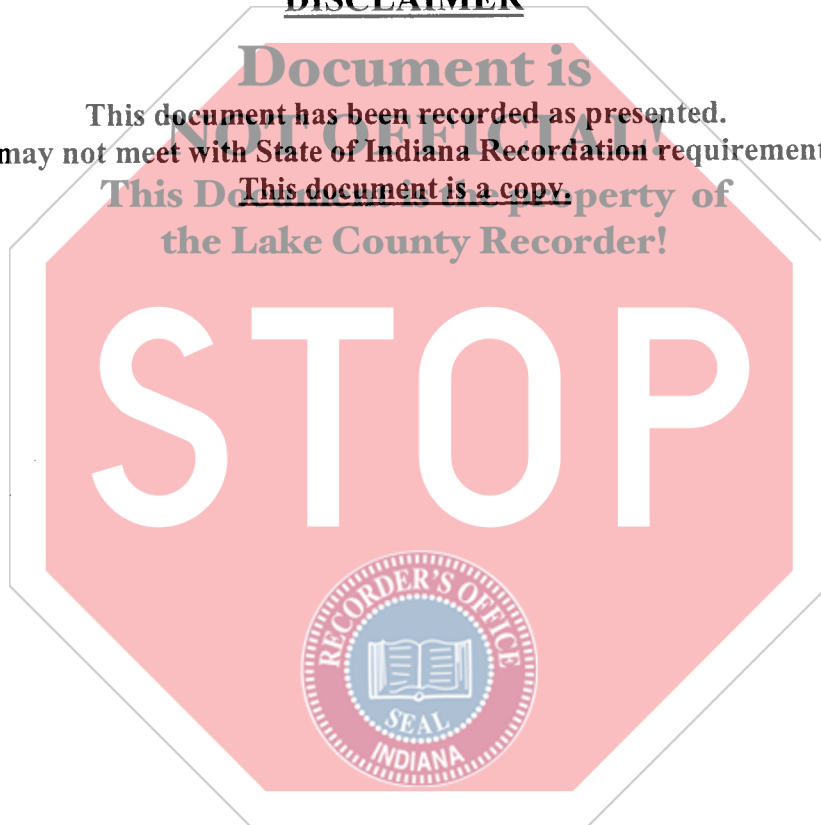 DISCLAIMER
Document is
This document has been recorded as presented.
NOT OFFICIAL!
may not meet with State of Indiana Recordation requirement
This document is a copy.
This Document is the property of
the Lake County Recorder!
STOP
RECORDER'S OFFICE
SEAL
INDIANA